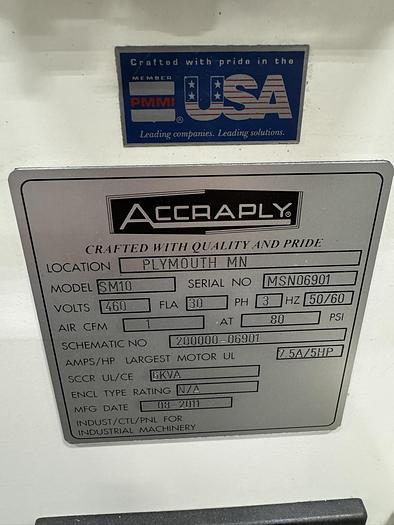 Crafted with pride in the
MEMBER
PMMI
® USA
Leading companies. Leading solutions.
ACCRAPLY®
CRAFTED WITH QUALITY AND PRIDE
LOCATION PLYMOUTH MN
MODEL SM10 SERIAL NO MSN06901
VOLTS 460 FLA 30 PH 3 HZ 50/60
AIR CFM 1 AT 80 PSI
SCHEMATIC NO 200000-06901
AMPS/HP LARGEST MOTOR UL 7.5A/5HP
SCCR UL/CE 6KVA
ENCL TYPE RATING N/A
MFG DATE 08-2011
INDUST/CTL/PNL FOR
INDUSTRIAL MACHINERY